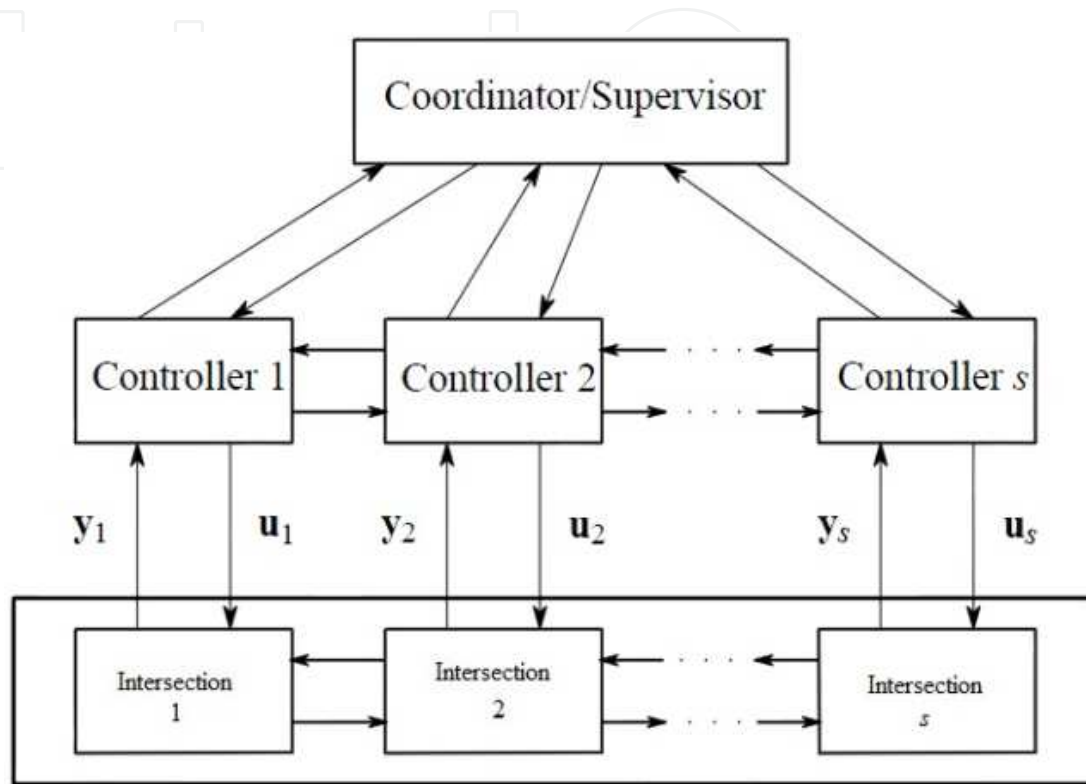 Coordinator/Supervisor
Controller 1
Controller 2
· · ·
Controller s
· · ·
y1
u1
y2
u2
ys
us
Intersection
1
Intersection
2
· · ·
Intersection
s
· · ·